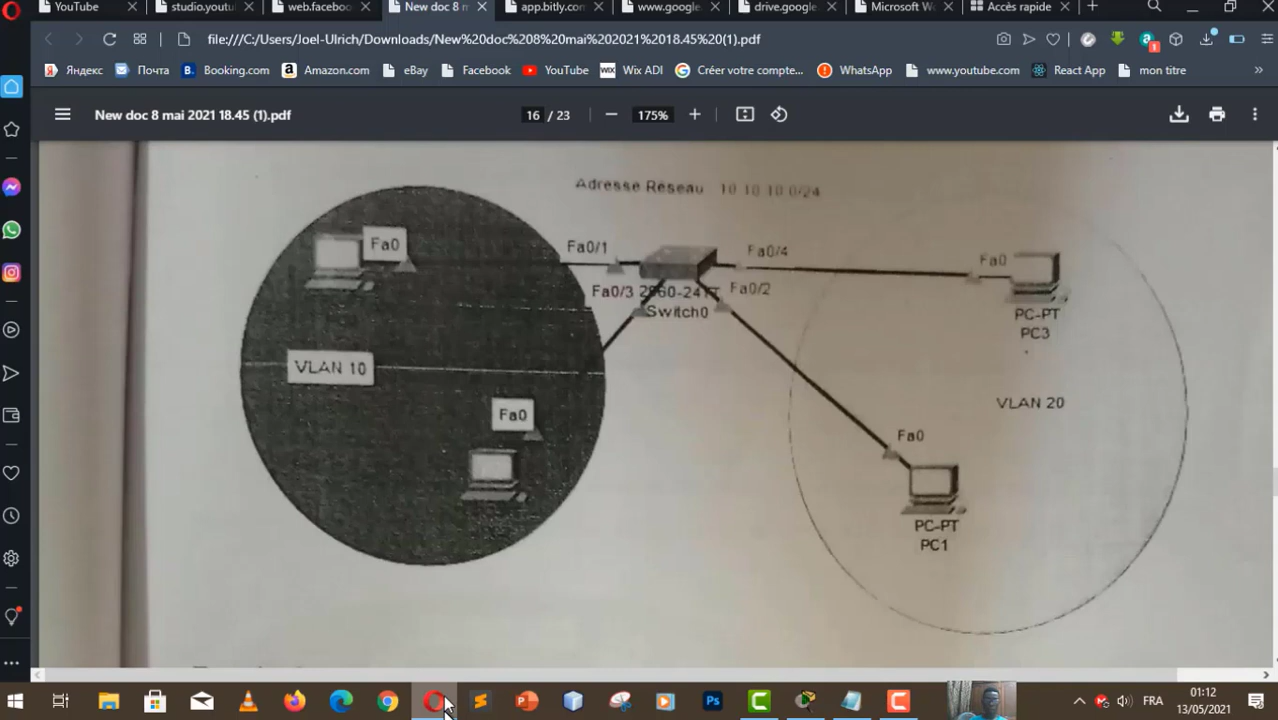 YouTube
studio.youtub
web.faceboo
New doc 8 m
app.bitly.com
www.google.
drive.google
Microsoft W
Accès rapide
file:///C:/Users/Joel-Ulrich/Downloads/New%20doc%208%20mai%202021%2018.45%20(1).pdf
1
Яндекс
Почта
Booking.com
Amazon.com
eBay
Facebook
YouTube
Wix ADI
Créer votre compte...
WhatsApp
www.youtube.com
React App
mon titre
New doc 8 mai 2021 18.45 (1).pdf
16 / 23
175%
Adresse Réseau 10.10.10.0/24
Fa0
Fa0/1
Fa0/4
Fa0
Fa0/3
2960-24TT
Fa0/2
Switch0
PC-PT
PC3
VLAN 10
VLAN 20
Fa0
Fa0
PC-PT
PC1
FRA
01:12
13/05/2021